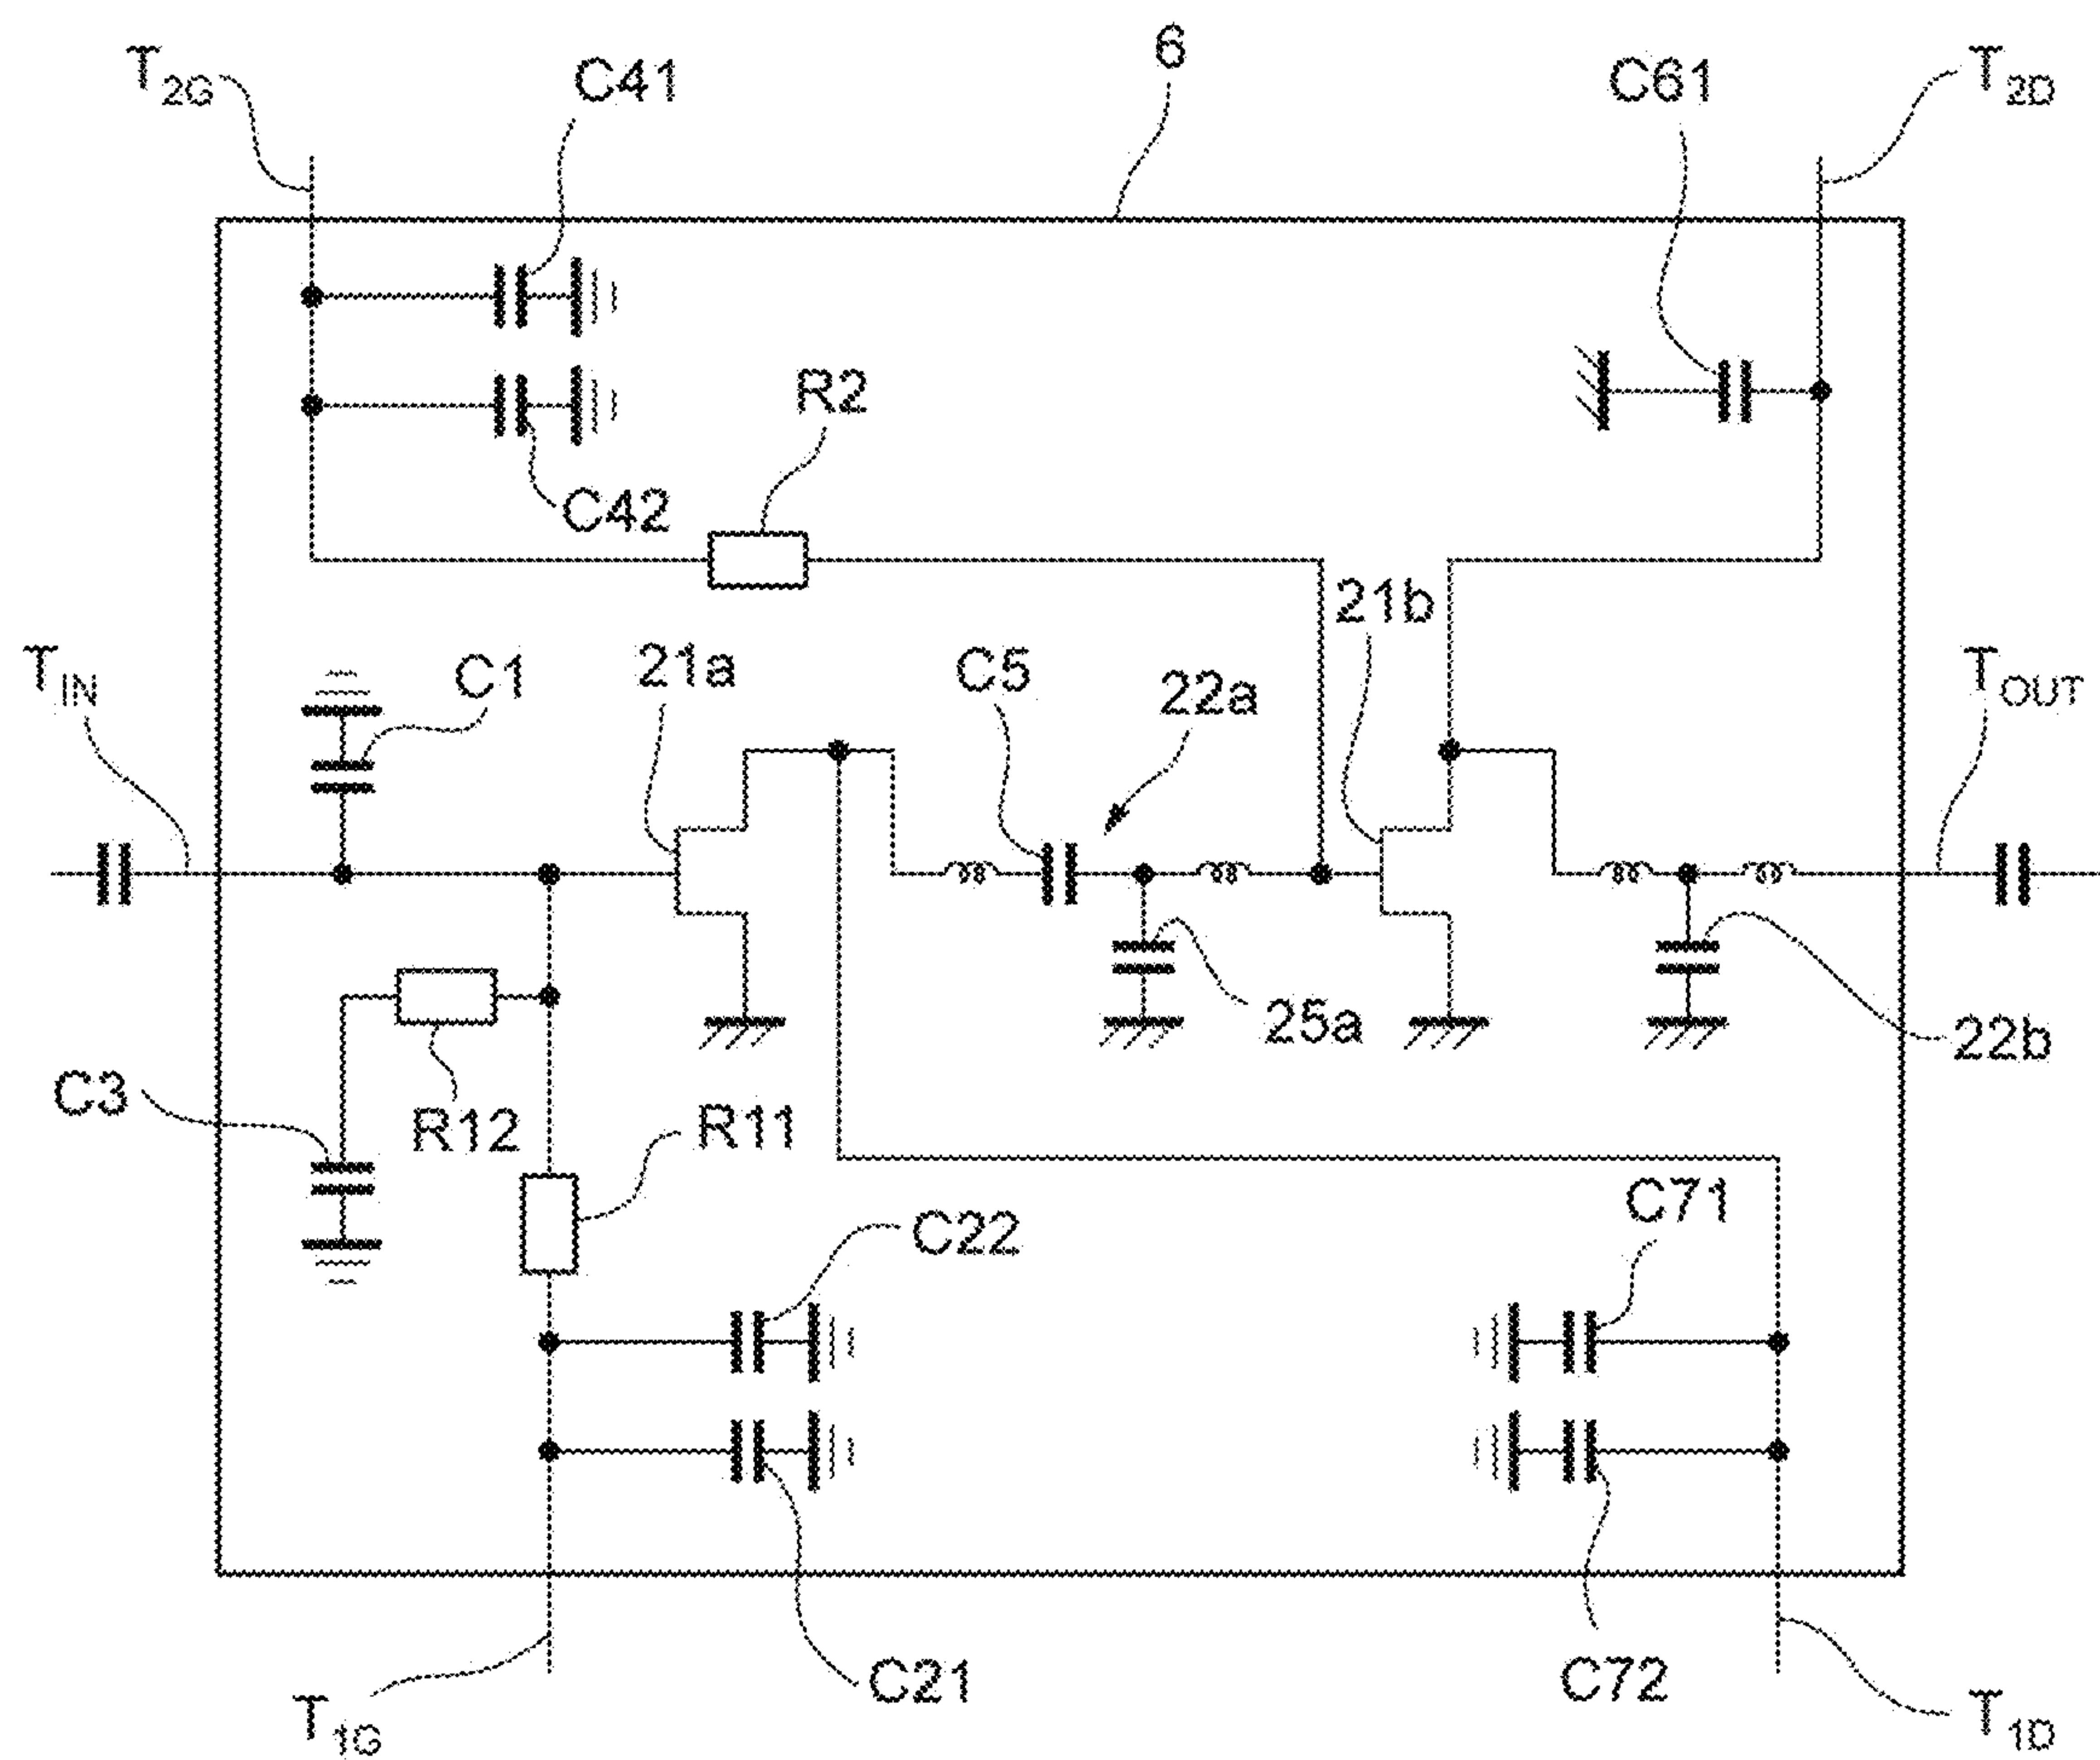 6
T2G
C41
C61
T2D
R2
C42
21b
TIN
C1
21a
C5
22a
TOUT
25a
22b
C3
R12
R11
C22
C71
C21
C72
T1G
T1D